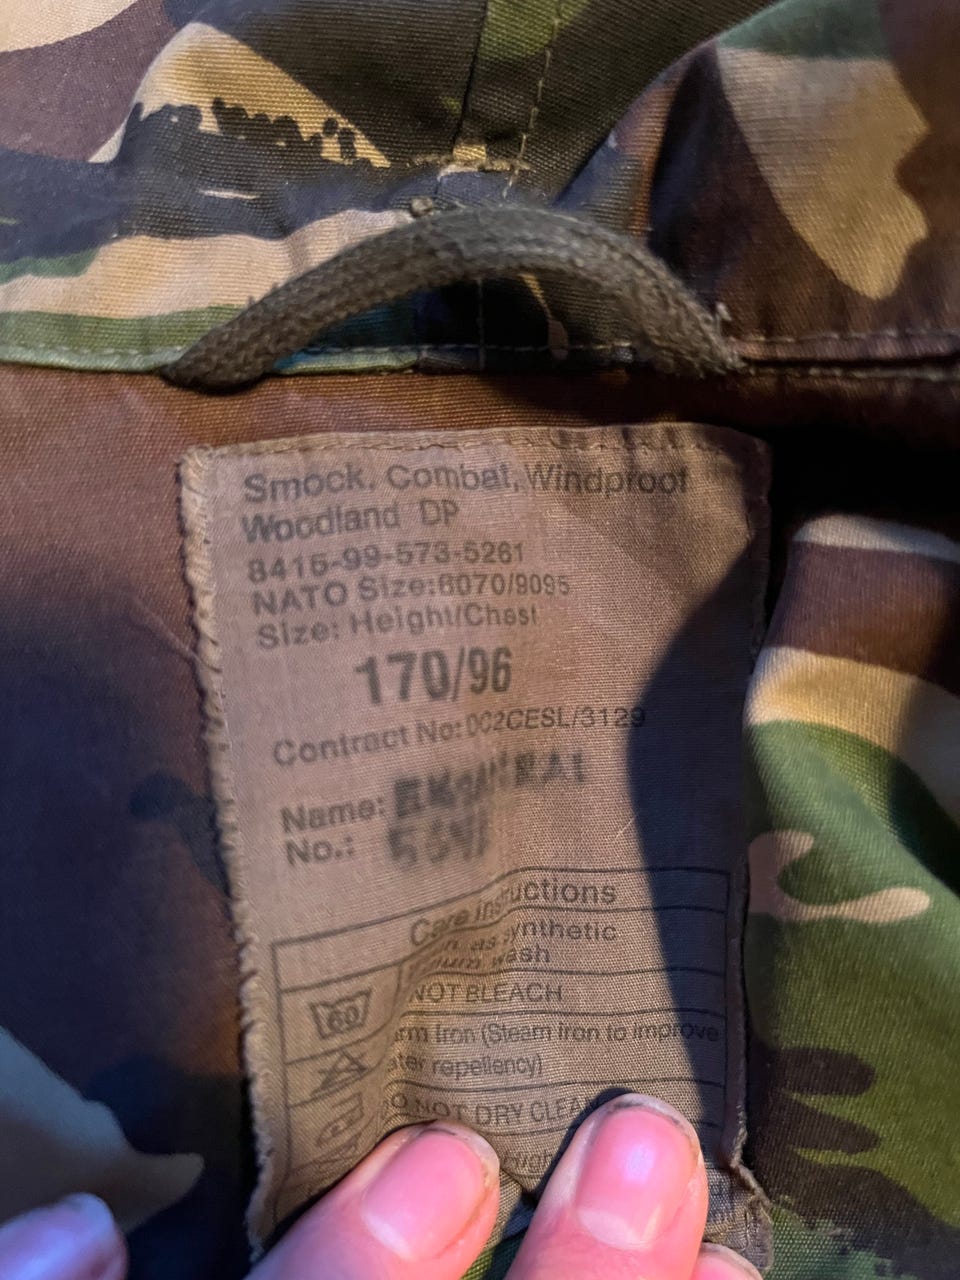 Smock, Combat, Windproof
Woodland DP
8415-99-573-5261
NATO Size:8070/9095
Size: Height/Chest
170/96
Contract No: 0C2CESL/3129
Name:
No.:
Care instructions
as synthetic
wash
60
NOT BLEACH
Iron (Steam iron to improve
repellency)
NOT DRY CLEAN